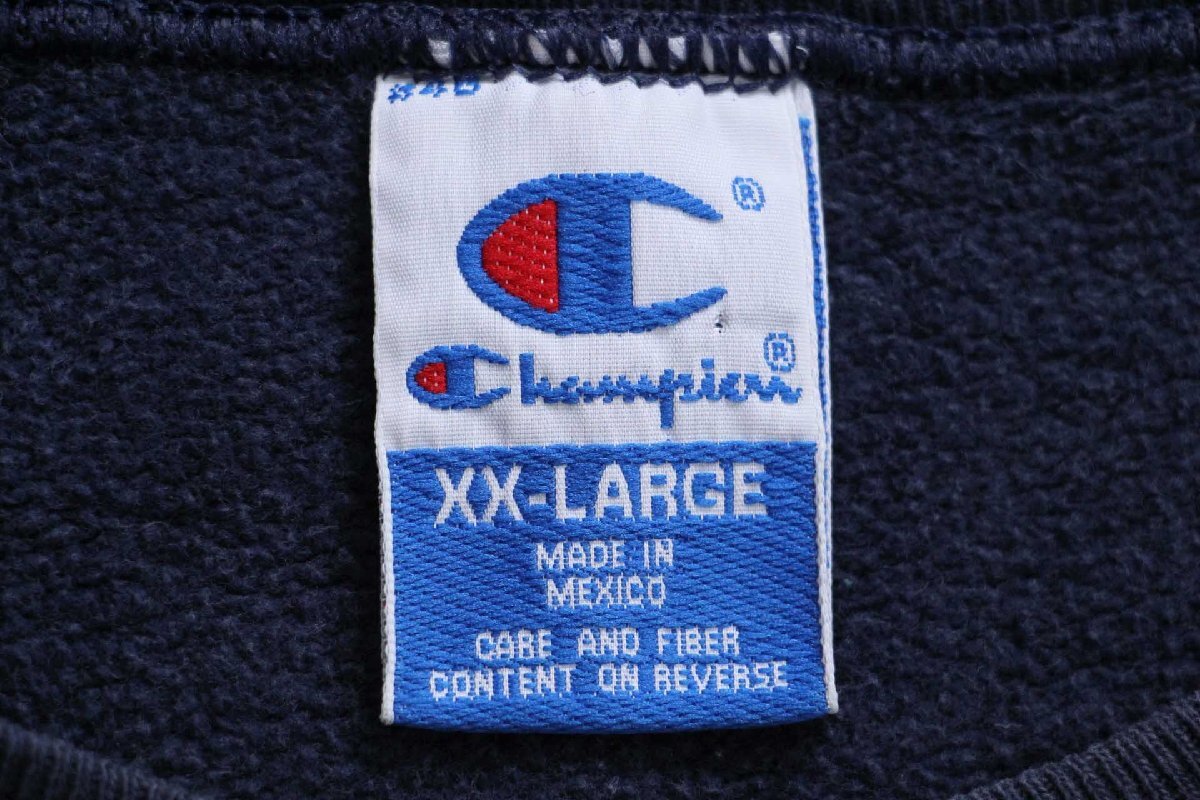 ®
Champion®
XX-LARGE
MADE IN
MEXICO
CARE AND FIBER
CONTENT ON REVERSE